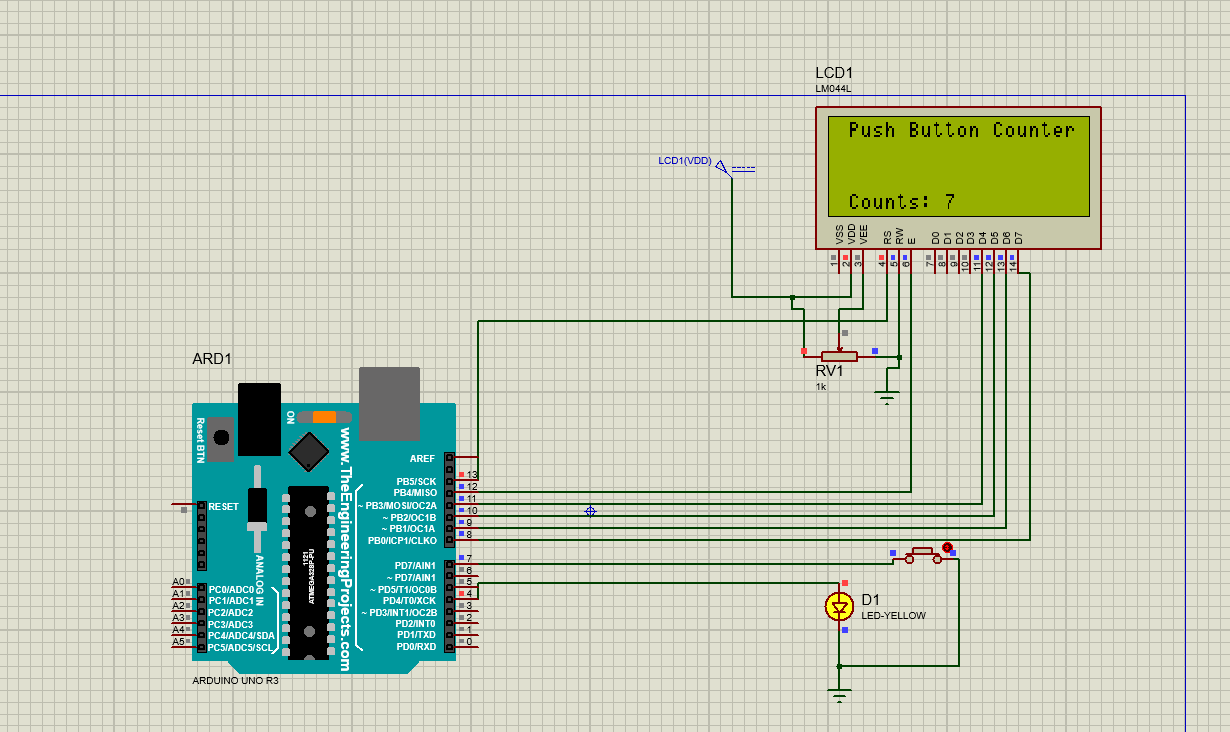 LCD1
LM044L
Push Button Counter
Counts: 7
LCD1(VDD)
VSS
VDD
VEE
RS
RW
E
D0
D1
D2
D3
D4
D5
D6
D7
1
2
3
4
5
6
7
8
9
10
11
12
13
14
RV1
1k
ARD1
Reset BTN
ON
www.TheEngineeringProjects.com
RESET
ANALOG IN
1121
ATMEGA328P-PU
AREF
PB5/SCK
PB4/MISO
~ PB3/MOSI/OC2A
~ PB2/OC1B
~ PB1/OC1A
PB0/ICP1/CLKO
PD7/AIN1
~ PD7/AIN1
~ PD5/T1/OC0B
PD4/T0/XCK
~ PD3/INT1/OC2B
PD2/INT0
PD1/TXD
PD0/RXD
13
12
11
10
9
8
7
6
5
4
3
2
1
0
A0
A1
A2
A3
A4
A5
PC0/ADC0
PC1/ADC1
PC2/ADC2
PC3/ADC3
PC4/ADC4/SDA
PC5/ADC5/SCL
ARDUINO UNO R3
D1
LED-YELLOW